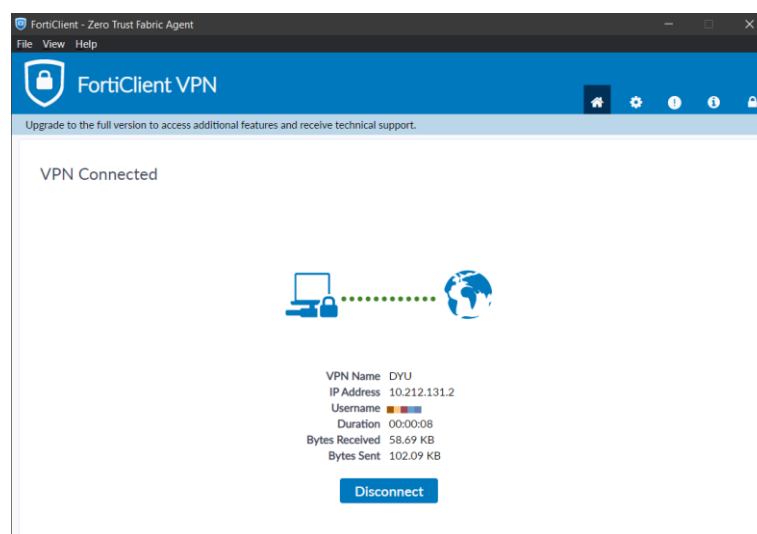 FortiClient - Zero Trust Fabric Agent
File View Help
FortiClient VPN
Upgrade to the full version to access additional features and receive technical support.
VPN Connected
VPN Name DYU
IP Address 10.212.131.2
Username
Duration 00:00:08
Bytes Received 58.69 KB
Bytes Sent 102.09 KB
Disconnect